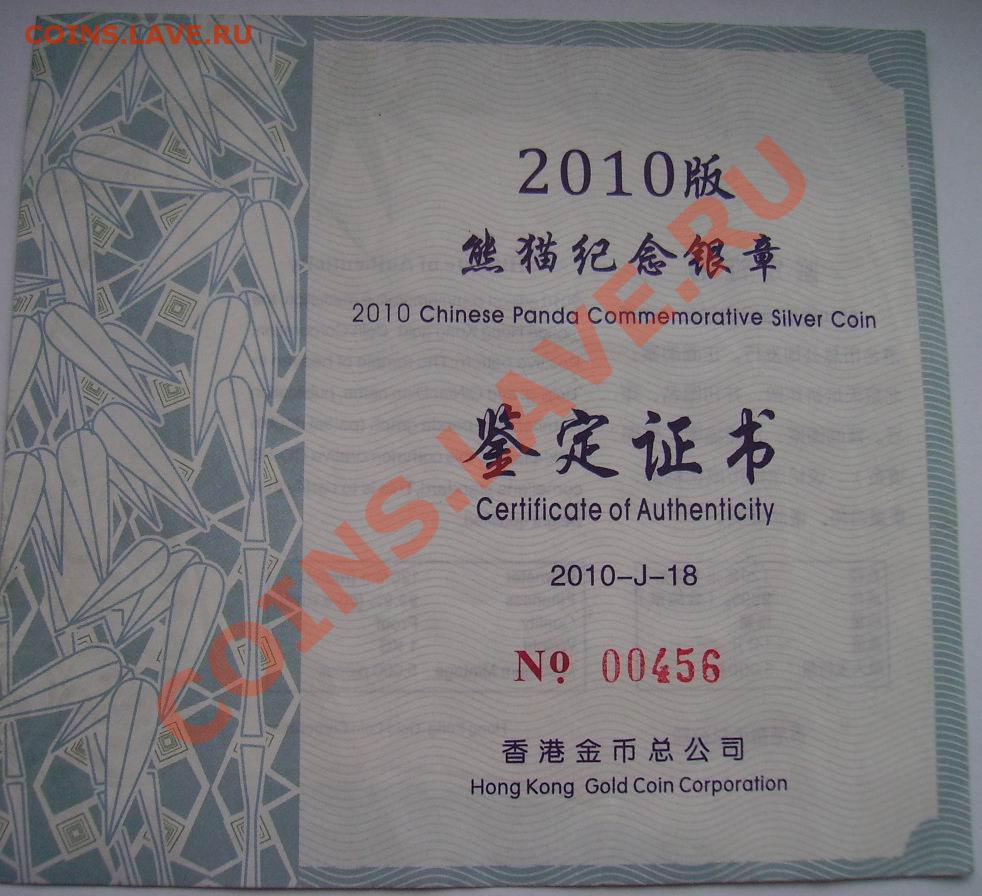 COINS.LAVE.RU
2010版
熊猫纪念银章
2010 Chinese Panda Commemorative Silver Coin
鉴定证书
Certificate of Authenticity
2010-J-18
Nº 00456
香港金币总公司
Hong Kong Gold Coin Corporation
COINS.LAVE.RU